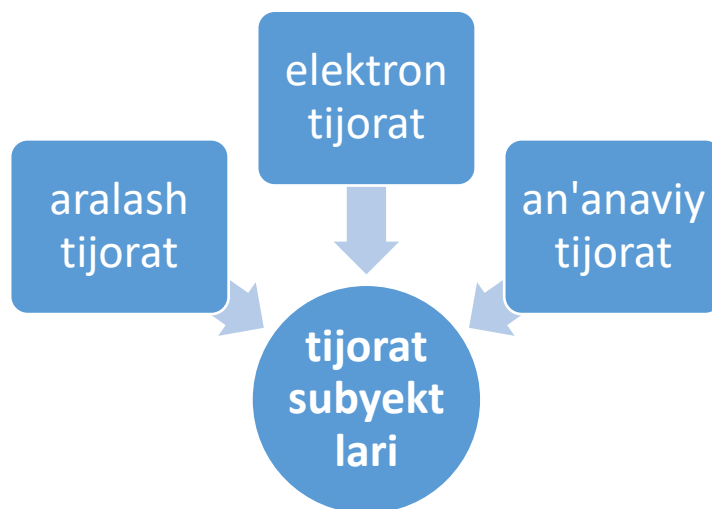 elektron
tijorat
aralash
tijorat
an'anaviy
tijorat
tijorat
subyekt
lari